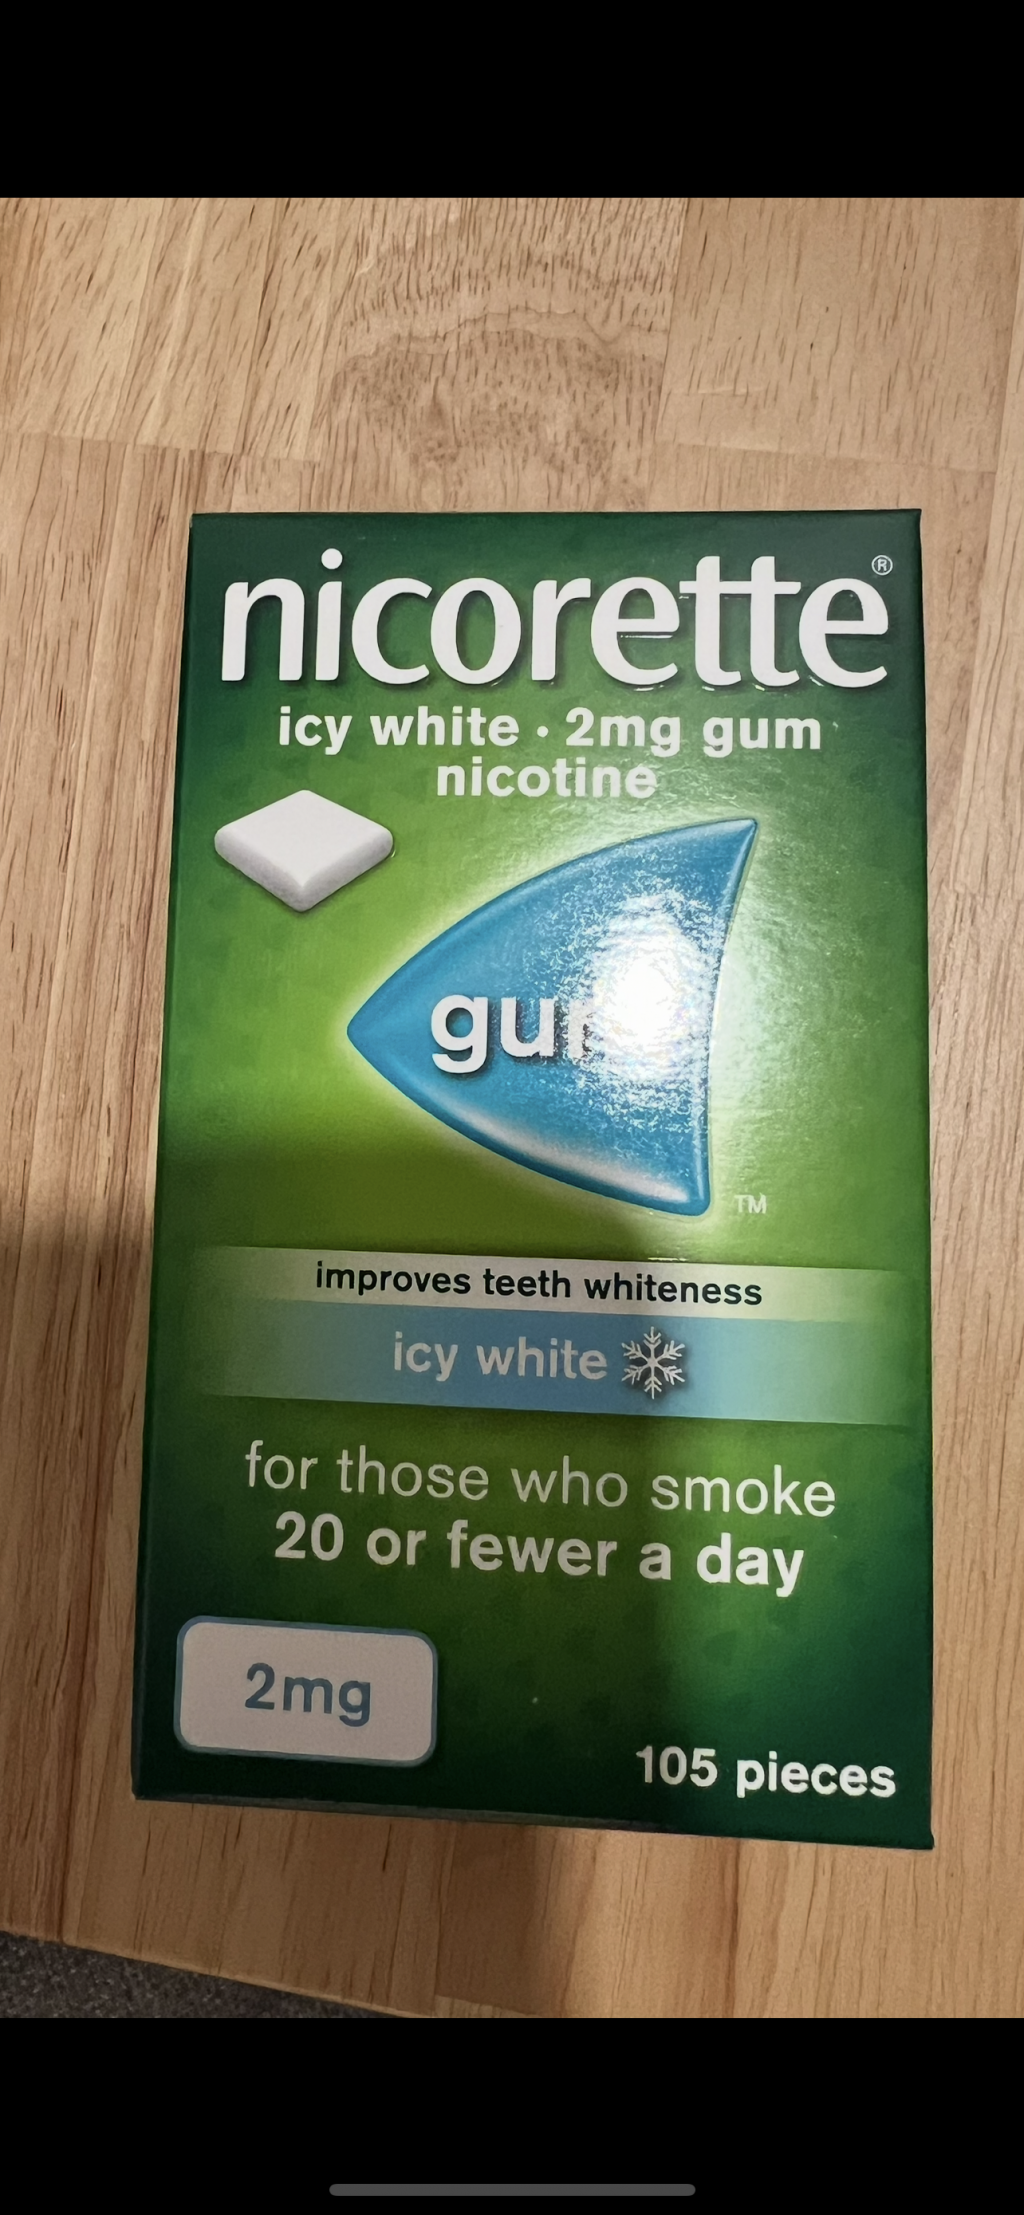 nicorette®
icy white · 2mg gum
nicotine
TM
improves teeth whiteness
icy white
for those who smoke
20 or fewer a day
2mg
105 pieces